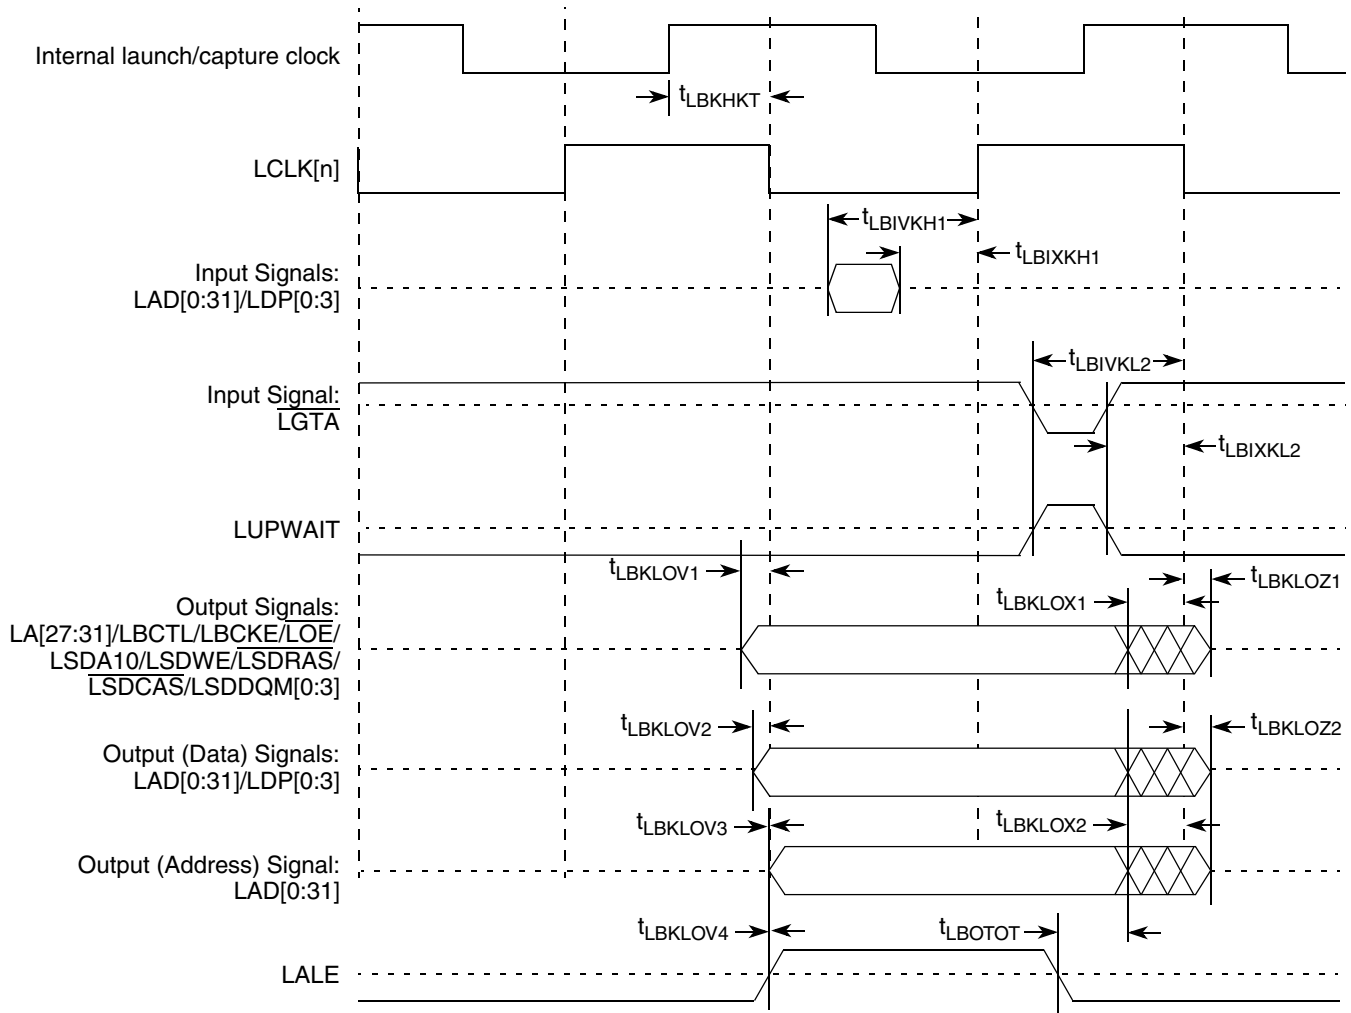 Internal launch/capture clock
tLBKHKT
LCLK[n]
tLBIVKH1
tLBIXKH1
Input Signals:
LAD[0:31]/LDP[0:3]
tLBIVKL2
Input Signal:
LGTA
tLBIXKL2
LUPWAIT
tLBKLOV1
tLBKLOZ1
tLBKLOX1
Output Signals:
LA[27:31]/LBCTL/LBCKE/LOE/
LSDA10/LSDWE/LSDRAS/
LSDCAS/LSDDQM[0:3]
tLBKLOV2
tLBKLOZ2
Output (Data) Signals:
LAD[0:31]/LDP[0:3]
tLBKLOV3
tLBKLOX2
Output (Address) Signal:
LAD[0:31]
tLBKLOV4
tLBOTOT
LALE